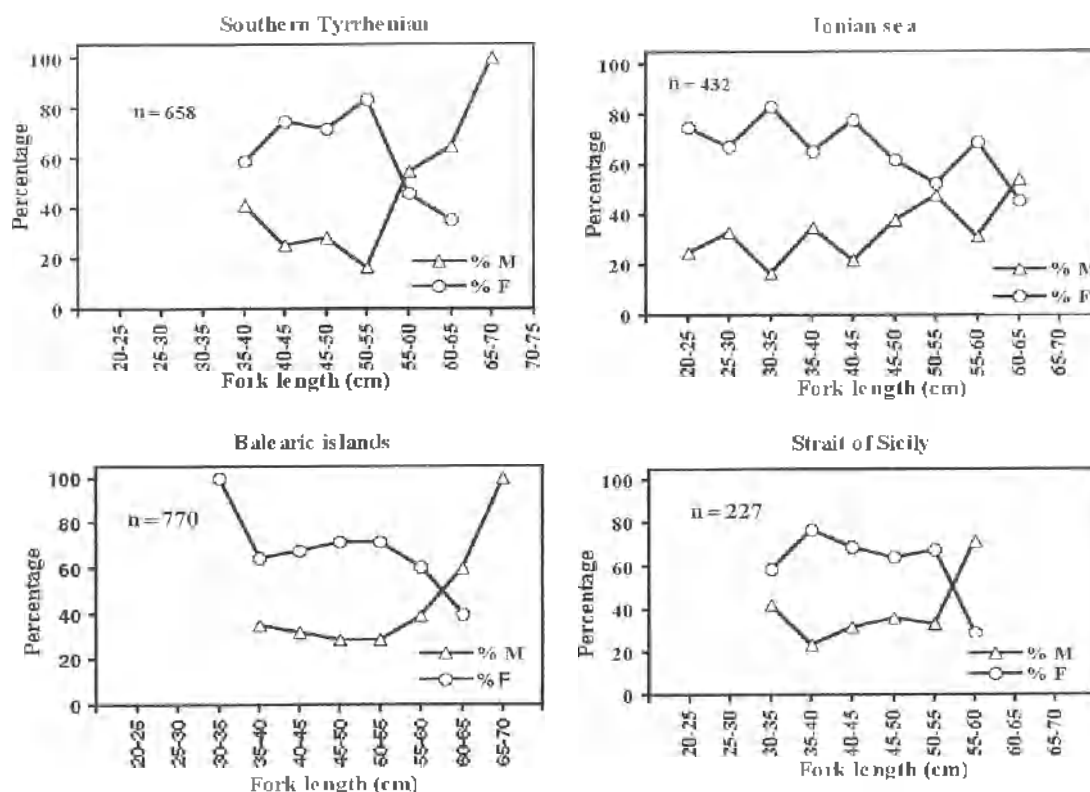 Southern Tyrrhenian
Percentage
100
80
60
40
20
0
n = 658
% M
% F
20-25
25-30
30-35
35-40
40-45
45-50
50-55
55-60
60-65
65-70
70-75
Fork length (cm)
Ionian sea
Percentage
100
80
60
40
20
0
n = 432
% M
% F
20-25
25-30
30-35
35-40
40-45
45-50
50-55
55-60
60-65
65-70
Fork length (cm)
Balearic islands
Percentage
100
80
60
40
20
0
n = 770
% M
% F
20-25
25-30
30-35
35-40
40-45
45-50
50-55
55-60
60-65
65-70
Fork length (cm)
Strait of Sicily
Percentage
100
80
60
40
20
0
n = 227
% M
% F
20-25
25-30
30-35
35-40
40-45
45-50
50-55
55-60
60-65
65-70
Fork length (cm)